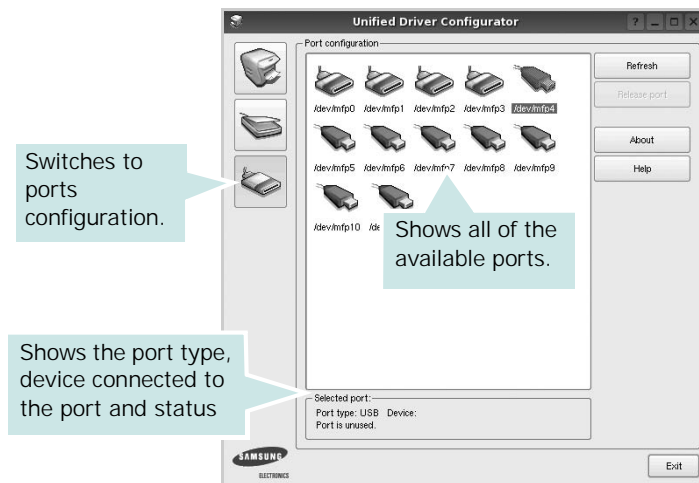 Unified Driver Configurator
Port configuration
/dev/mfp0 /dev/mfp1 /dev/mfp2 /dev/mfp3 /dev/mfp4
/dev/mfp5 /dev/mfp6 /dev/mfp7 /dev/mfp8 /dev/mfp9
/dev/mfp10
Refresh
Release port
About
Help
Switches to
ports
configuration.
Shows all of the
available ports.
Shows the port type,
device connected to
the port and status
Selected port:
Port type: USB Device:
Port is unused.
SAMSUNG
ELECTRONICS
Exit